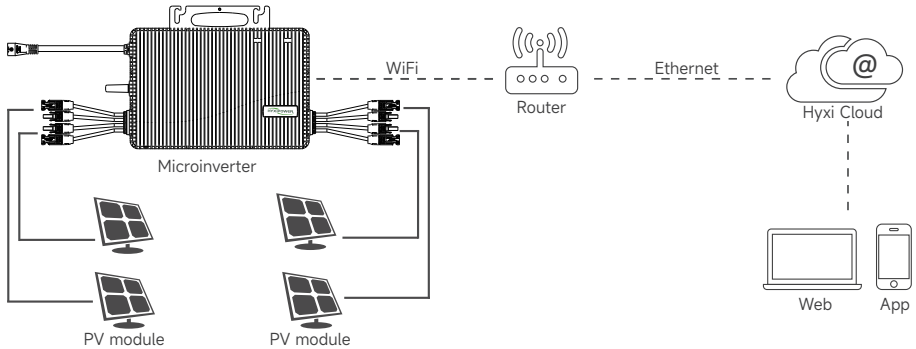 WiFi
Ethernet
Router
Hyxi Cloud
Microinverter
Web
App
PV module
PV module
@